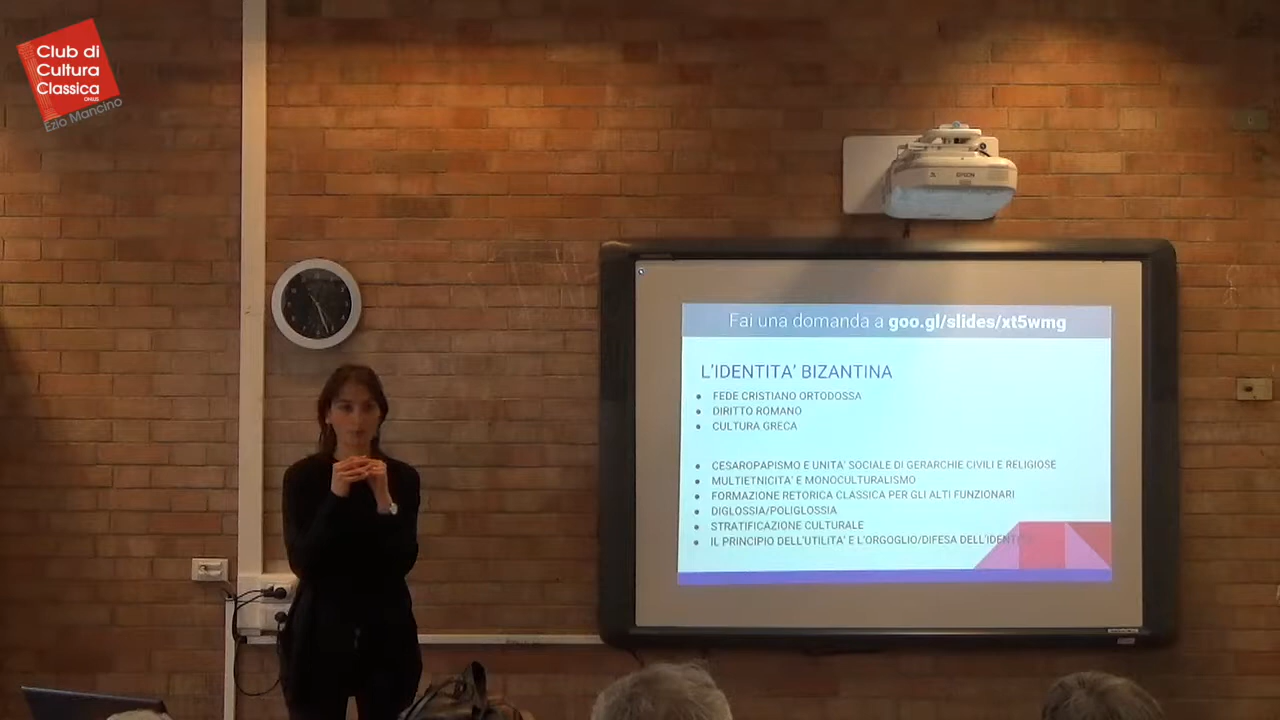 Club di
Cultura
Classica
ONLUS
Ezio Mancino
EPSON
Fai una domanda a goo.gl/slides/xt5wmg
L'IDENTITA' BIZANTINA
● FEDE CRISTIANO ORTODOSSA
● DIRITTO ROMANO
● CULTURA GRECA
● CESAROPAPISMO E UNITA' SOCIALE DI GERARCHIE CIVILI E RELIGIOSE
● MULTIETNICITA' E MONOCULTURALISMO
● FORMAZIONE RETORICA CLASSICA PER GLI ALTI FUNZIONARI
● DIGLOSSIA/POLIGLOSSIA
● STRATIFICAZIONE CULTURALE
● IL PRINCIPIO DELL'UTILITA' E L'ORGOGLIO/DIFESA DELL'IDENTITA'